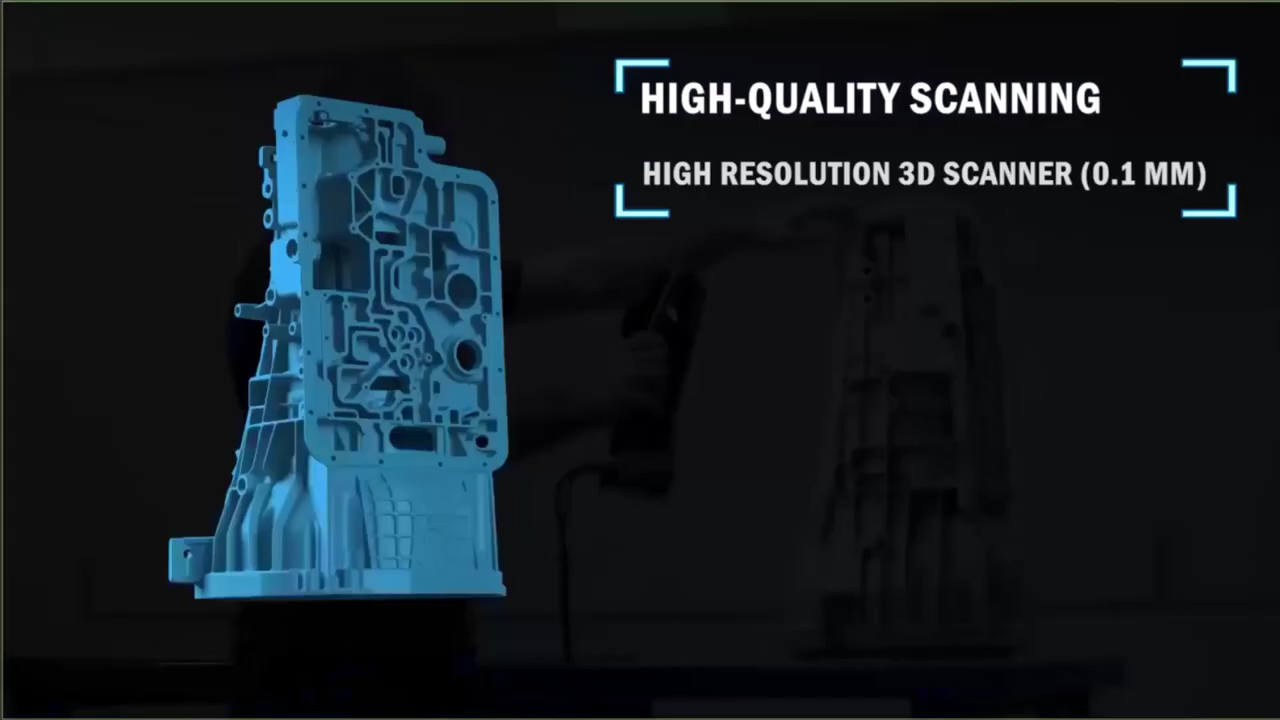 HIGH-QUALITY SCANNING
HIGH RESOLUTION 3D SCANNER (0.1 MM)